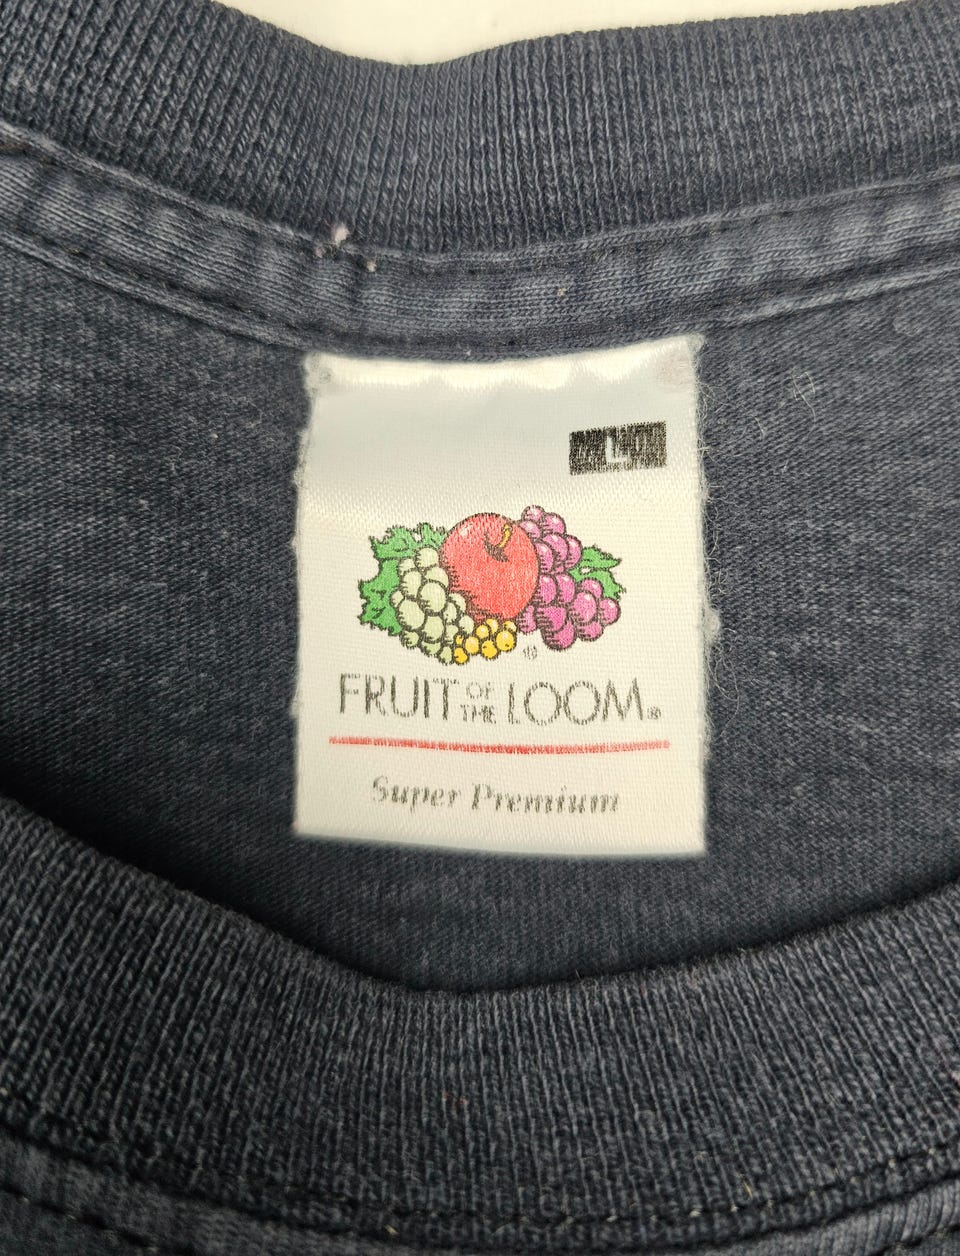 L
®
FRUIT OF THE LOOM®
Super Premium